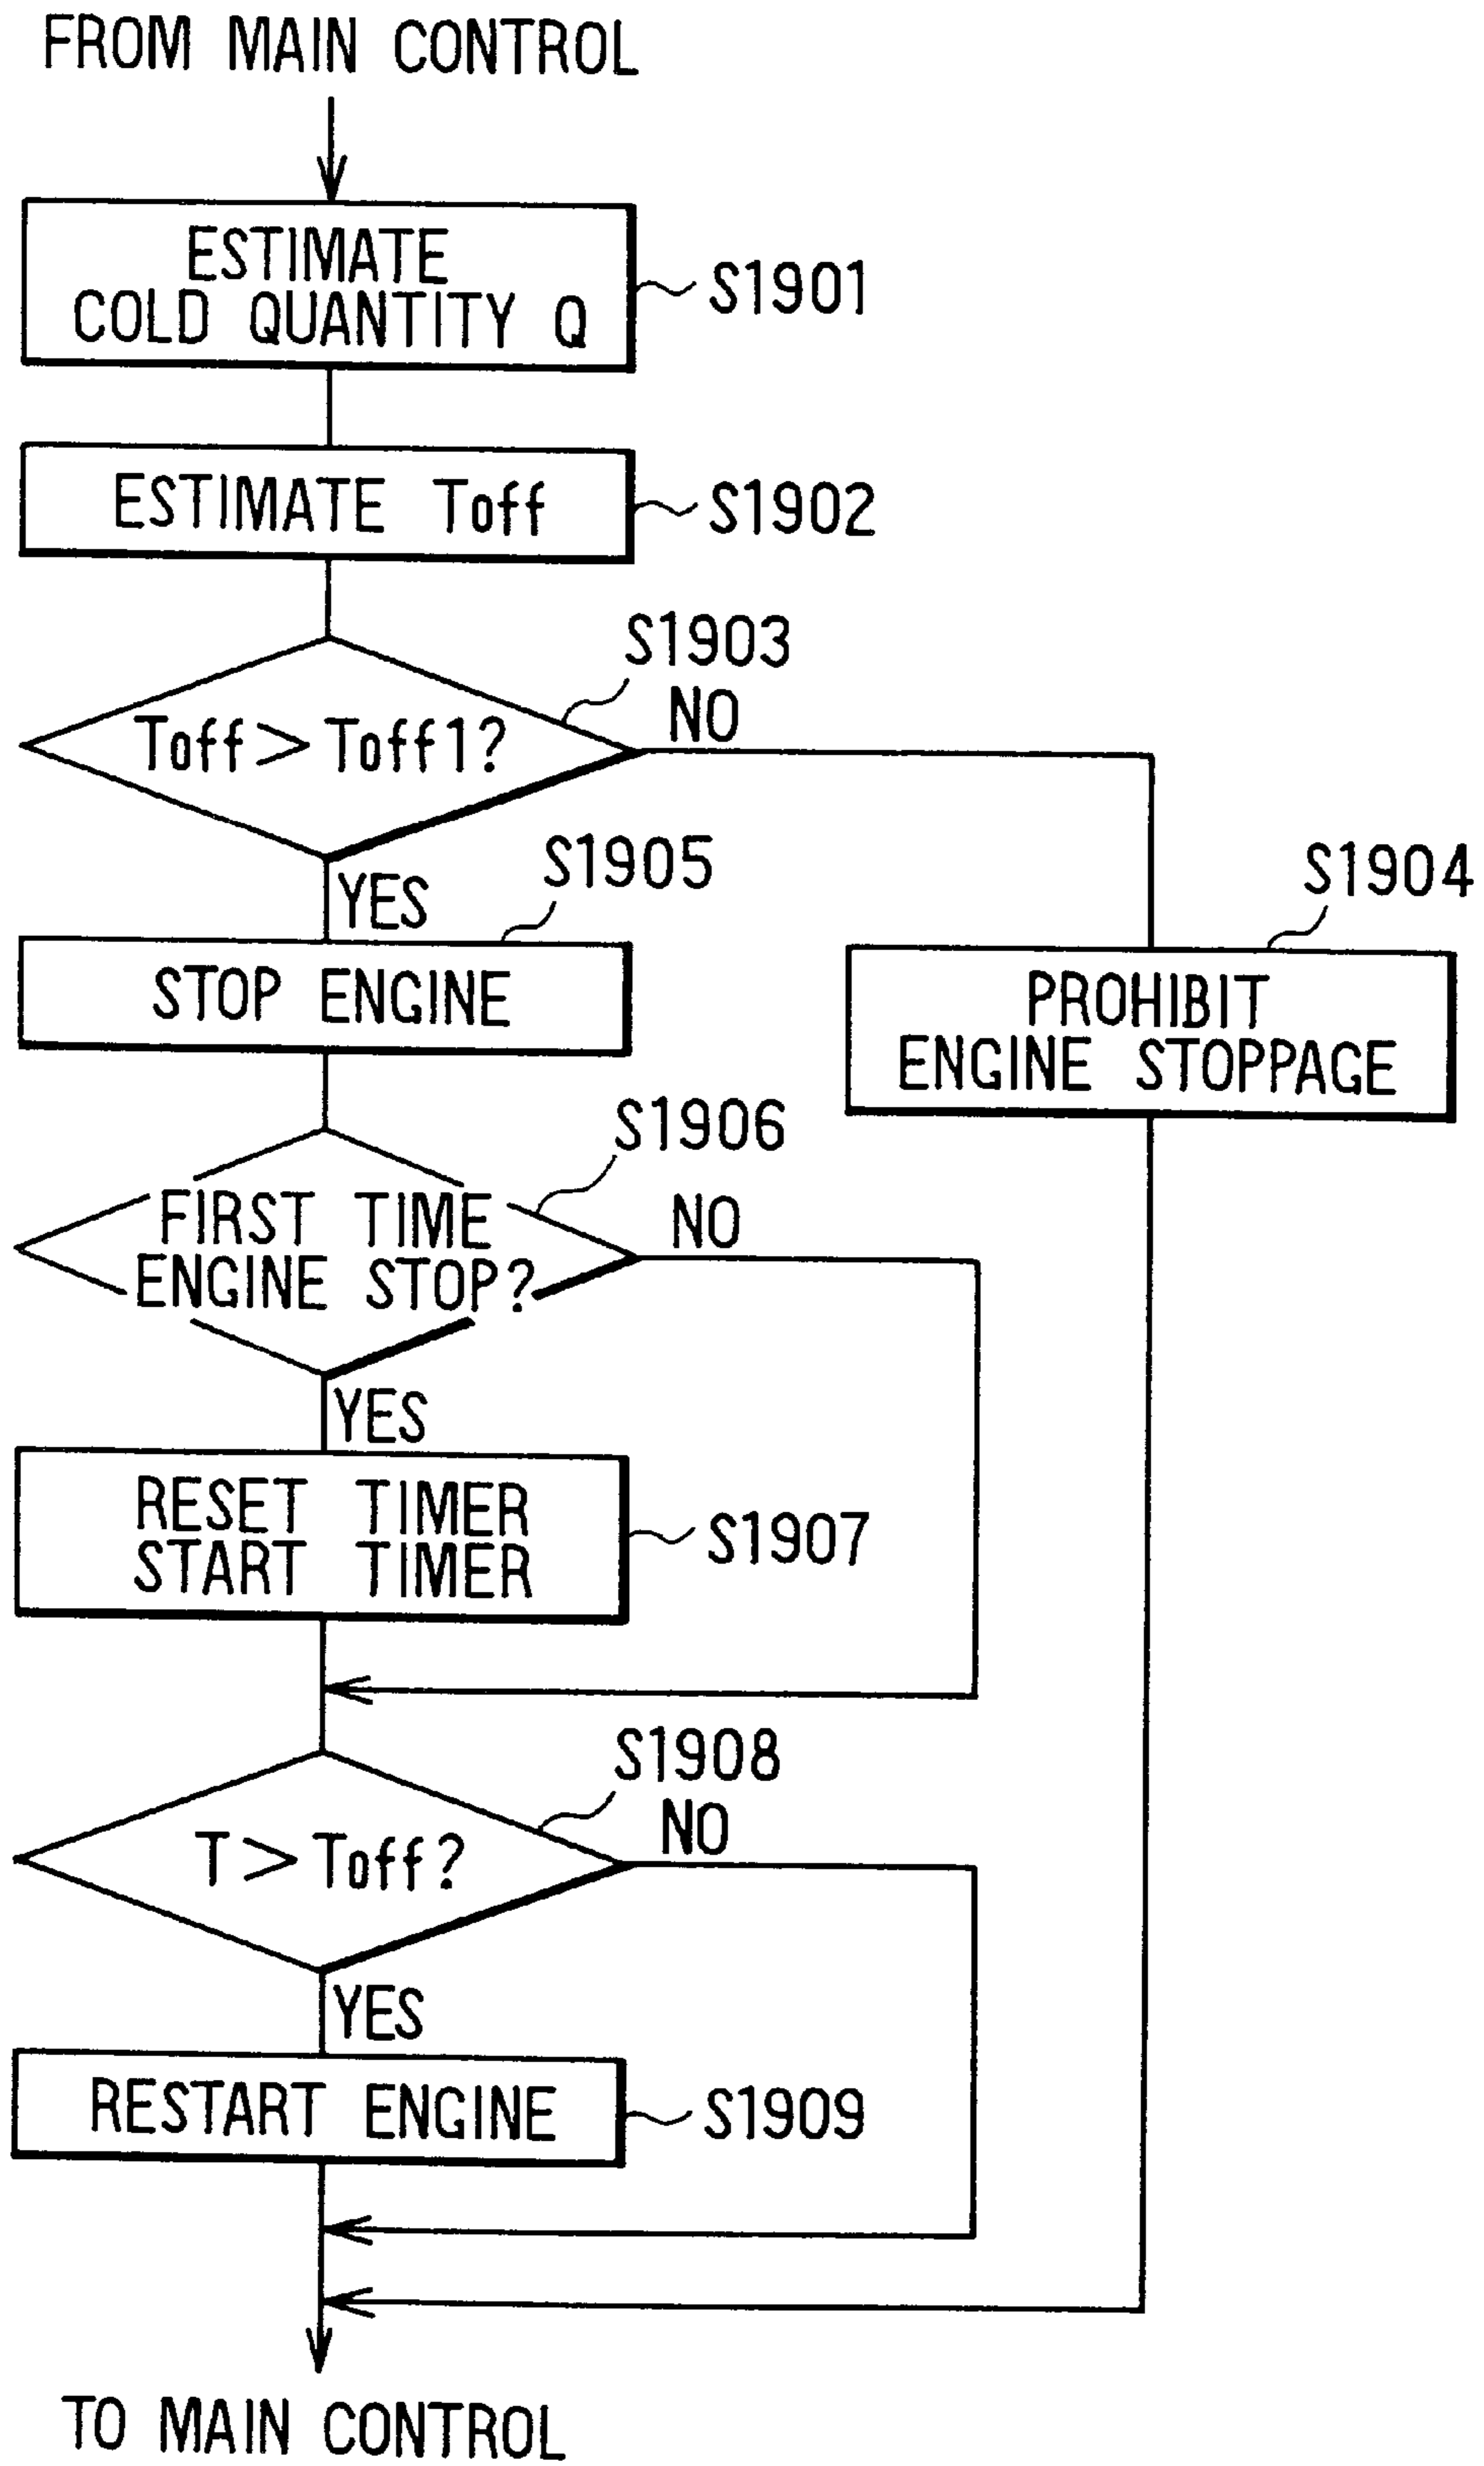 FROM MAIN CONTROL
ESTIMATE
COLD QUANTITY Q
S1901
ESTIMATE Toff
S1902
S1903
Toff>Toff1?
NO
YES
S1905
S1904
STOP ENGINE
PROHIBIT
ENGINE STOPPAGE
S1906
FIRST TIME
ENGINE STOP?
NO
YES
RESET TIMER
START TIMER
S1907
S1908
T>Toff?
NO
YES
RESTART ENGINE
S1909
TO MAIN CONTROL